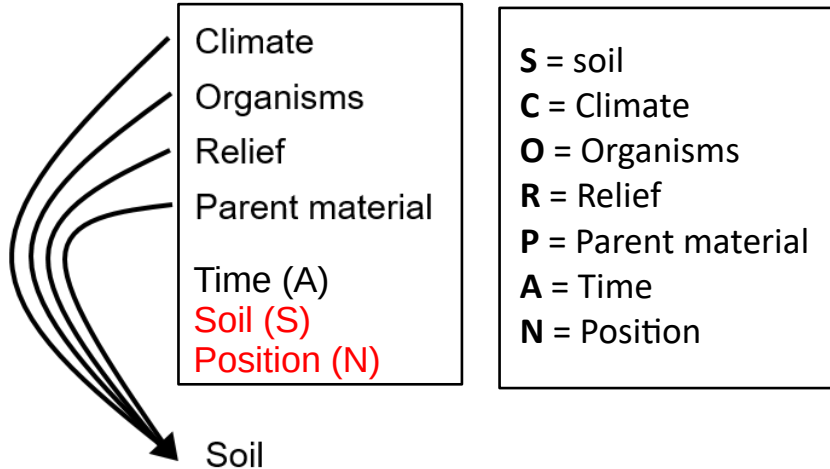 Climate
Organisms
Relief
Parent material
Time (A)
Soil (S)
Position (N)
Soil
S = soil
C = Climate
O = Organisms
R = Relief
P = Parent material
A = Time
N = Position